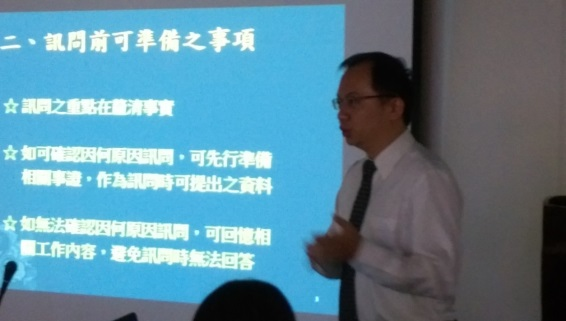 二、訊問前可準備之事項
☆訊問之重點在釐清事實
☆如可確認因何原因訊問，可先行準備
相關事證，作為訊問時可提出之資料
☆如無法確認因何原因訊問，可回憶相
關工作內容，避免訊問時無法回答